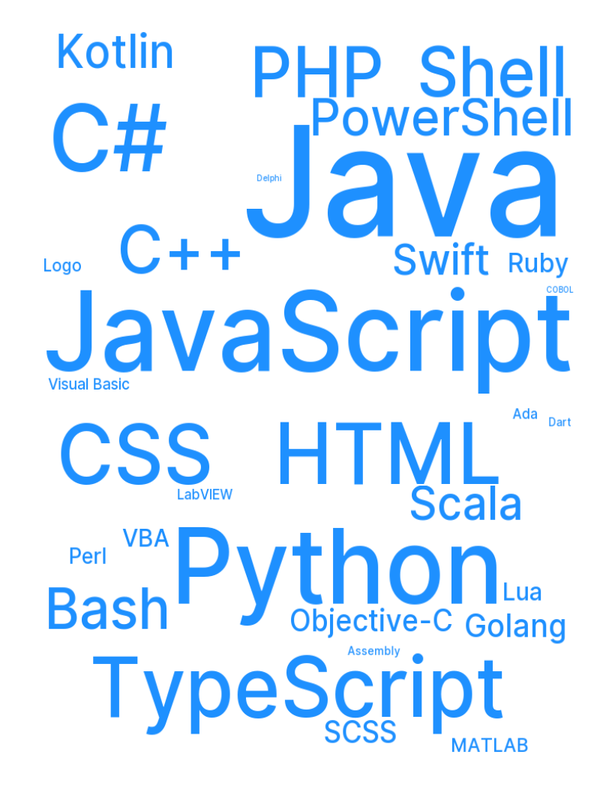 Kotlin
PHP Shell
C# PowerShell
Java
Delphi
C++ Swift Ruby
Logo
COBOL
JavaScript
Visual Basic
Ada
Dart
CSS HTML
LabVIEW Scala
VBA Python
Perl
Lua
Bash Objective-C Golang
Assembly
TypeScript
SCSS
MATLAB